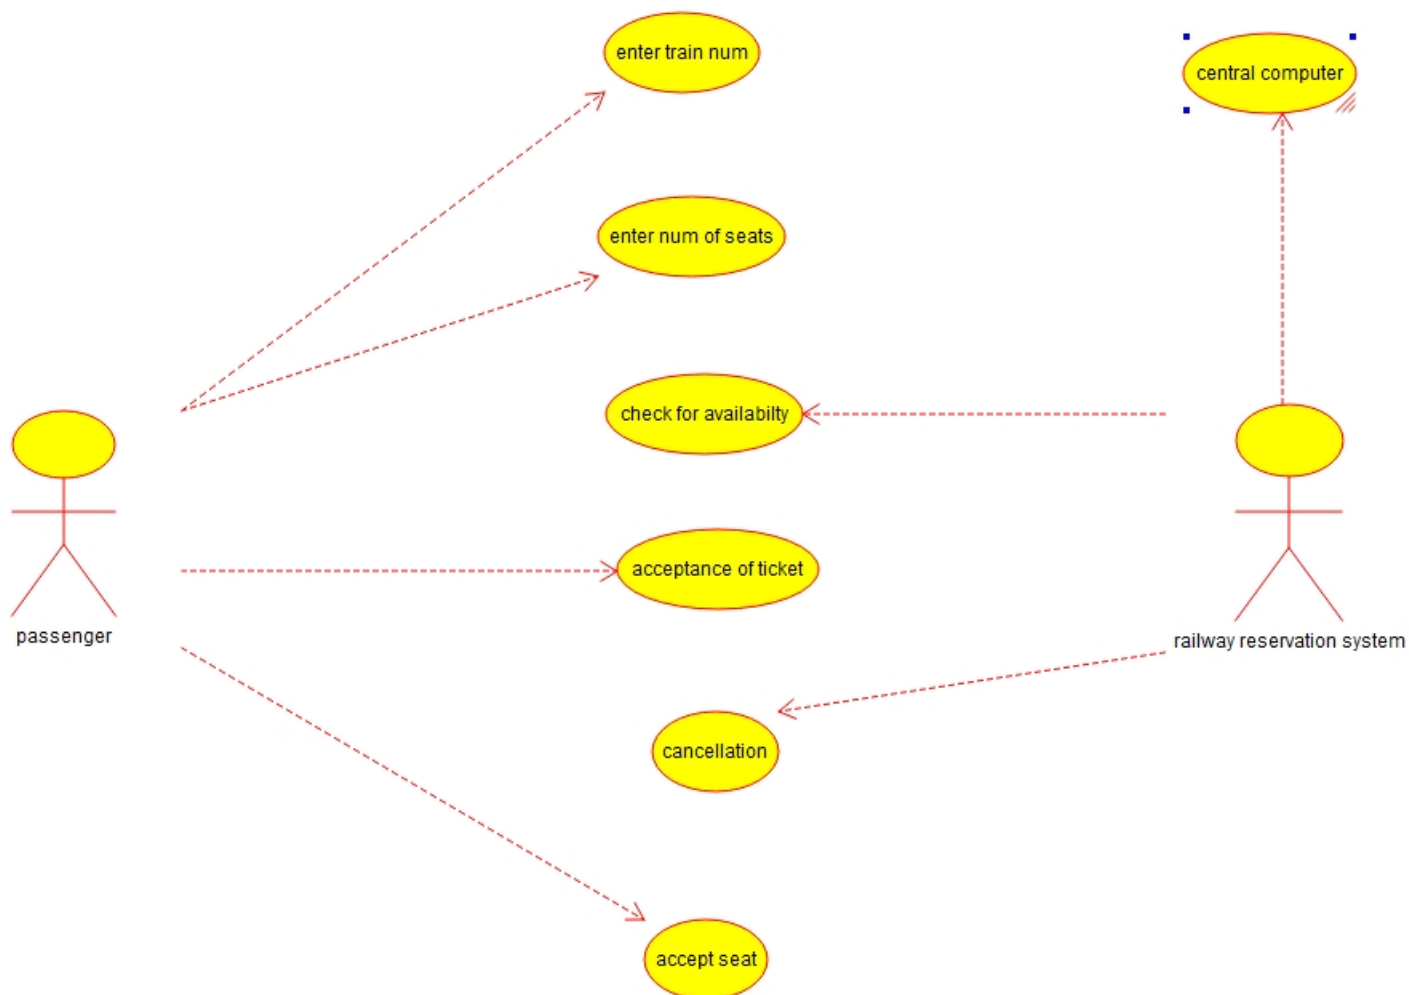 enter train num
central computer
enter num of seats
check for availabilty
acceptance of ticket
passenger
railway reservation system
cancellation
accept seat